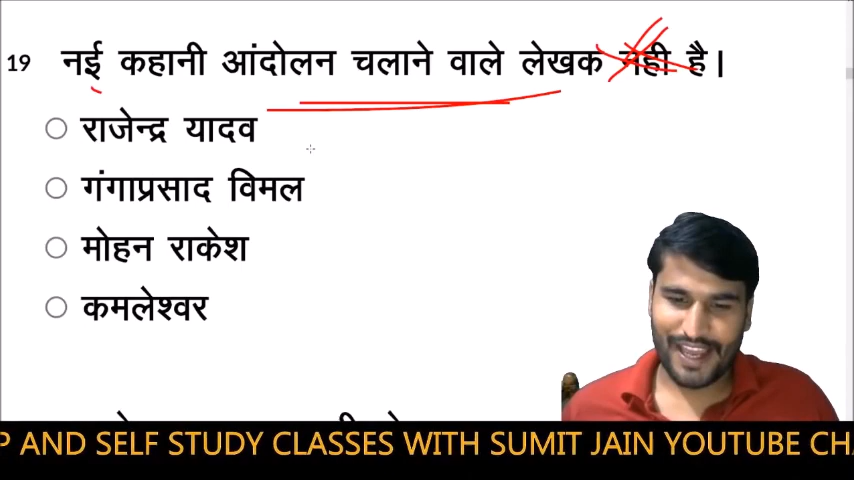 19 नई कहानी आंदोलन चलाने वाले लेखक नही है।
राजेन्द्र यादव
गंगाप्रसाद विमल
मोहन राकेश
कमलेश्वर
P AND SELF STUDY CLASSES WITH SUMIT JAIN YOUTUBE CHA